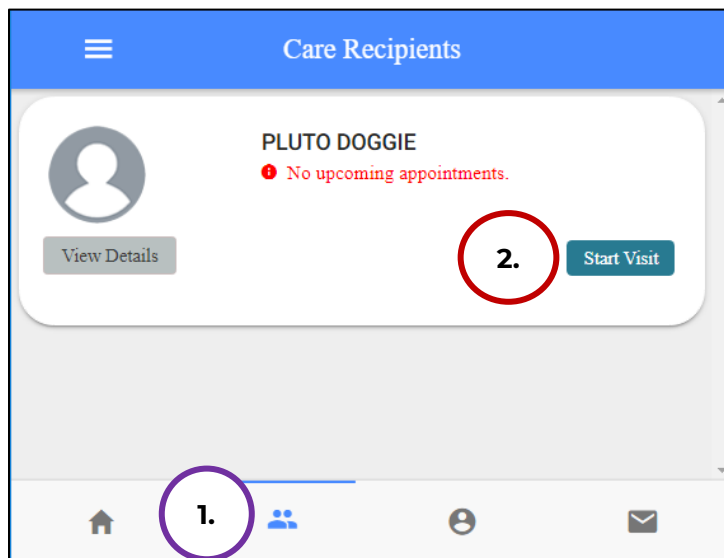 Care Recipients
PLUTO DOGGIE
No upcoming appointments.
View Details
2.
Start Visit
1.